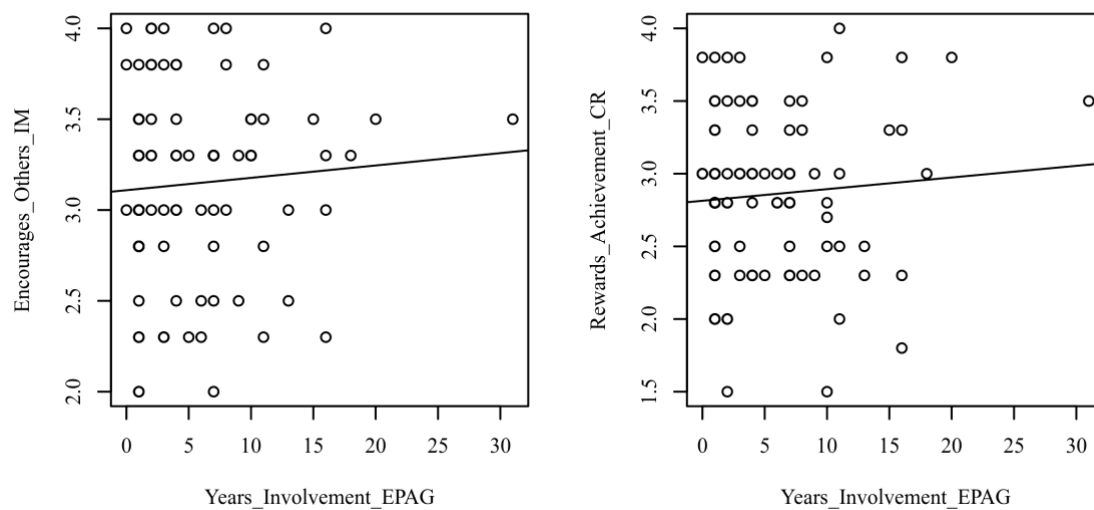 Encourages_Others_IM
4.0
3.5
3.0
2.5
2.0
0 5 10 15 20 25 30
Years_Involvement_EPAG
Rewards_Achievement_CR
4.0
3.5
3.0
2.5
2.0
1.5
0 5 10 15 20 25 30
Years_Involvement_EPAG